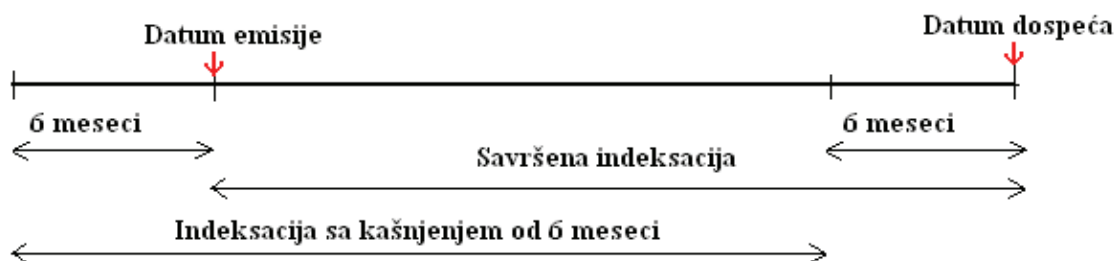 Datum emisije
Datum dospeća
6 meseci
6 meseci
Savršena indeksacija
Indeksacija sa kašnjenjem od 6 meseci